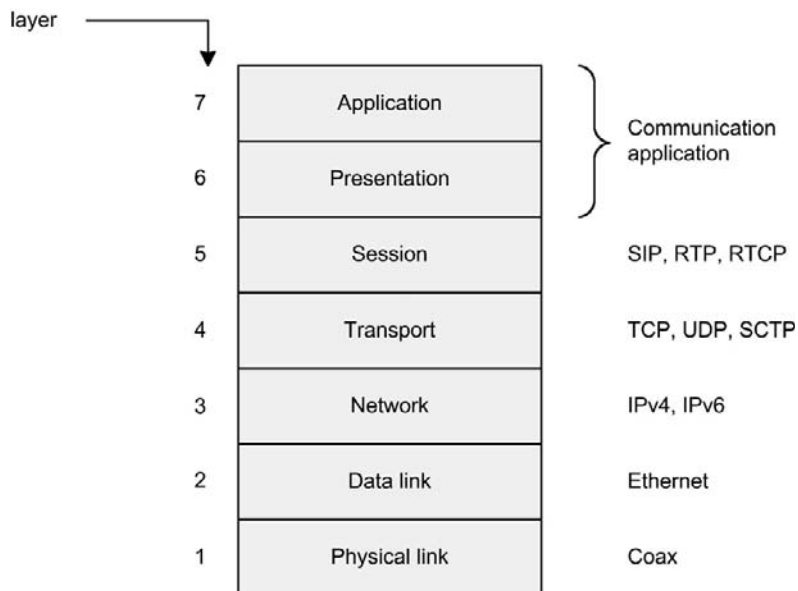 layer
7 Application
Communication
application
6 Presentation
5 Session SIP, RTP, RTCP
4 Transport TCP, UDP, SCTP
3 Network IPv4, IPv6
2 Data link Ethernet
1 Physical link Coax